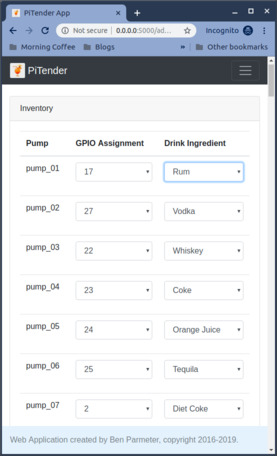 PiTender App
Not secure | 0.0.0.0:5000/ad... Incognito
Morning Coffee Blogs » Other bookmarks
PiTender
Inventory
Pump GPIO Assignment Drink Ingredient
pump_01 17 Rum
pump_02 27 Vodka
pump_03 22 Whiskey
pump_04 23 Coke
pump_05 24 Orange Juice
pump_06 25 Tequila
pump_07 2 Diet Coke
Web Application created by Ben Parmeter, copyright 2016-2019.